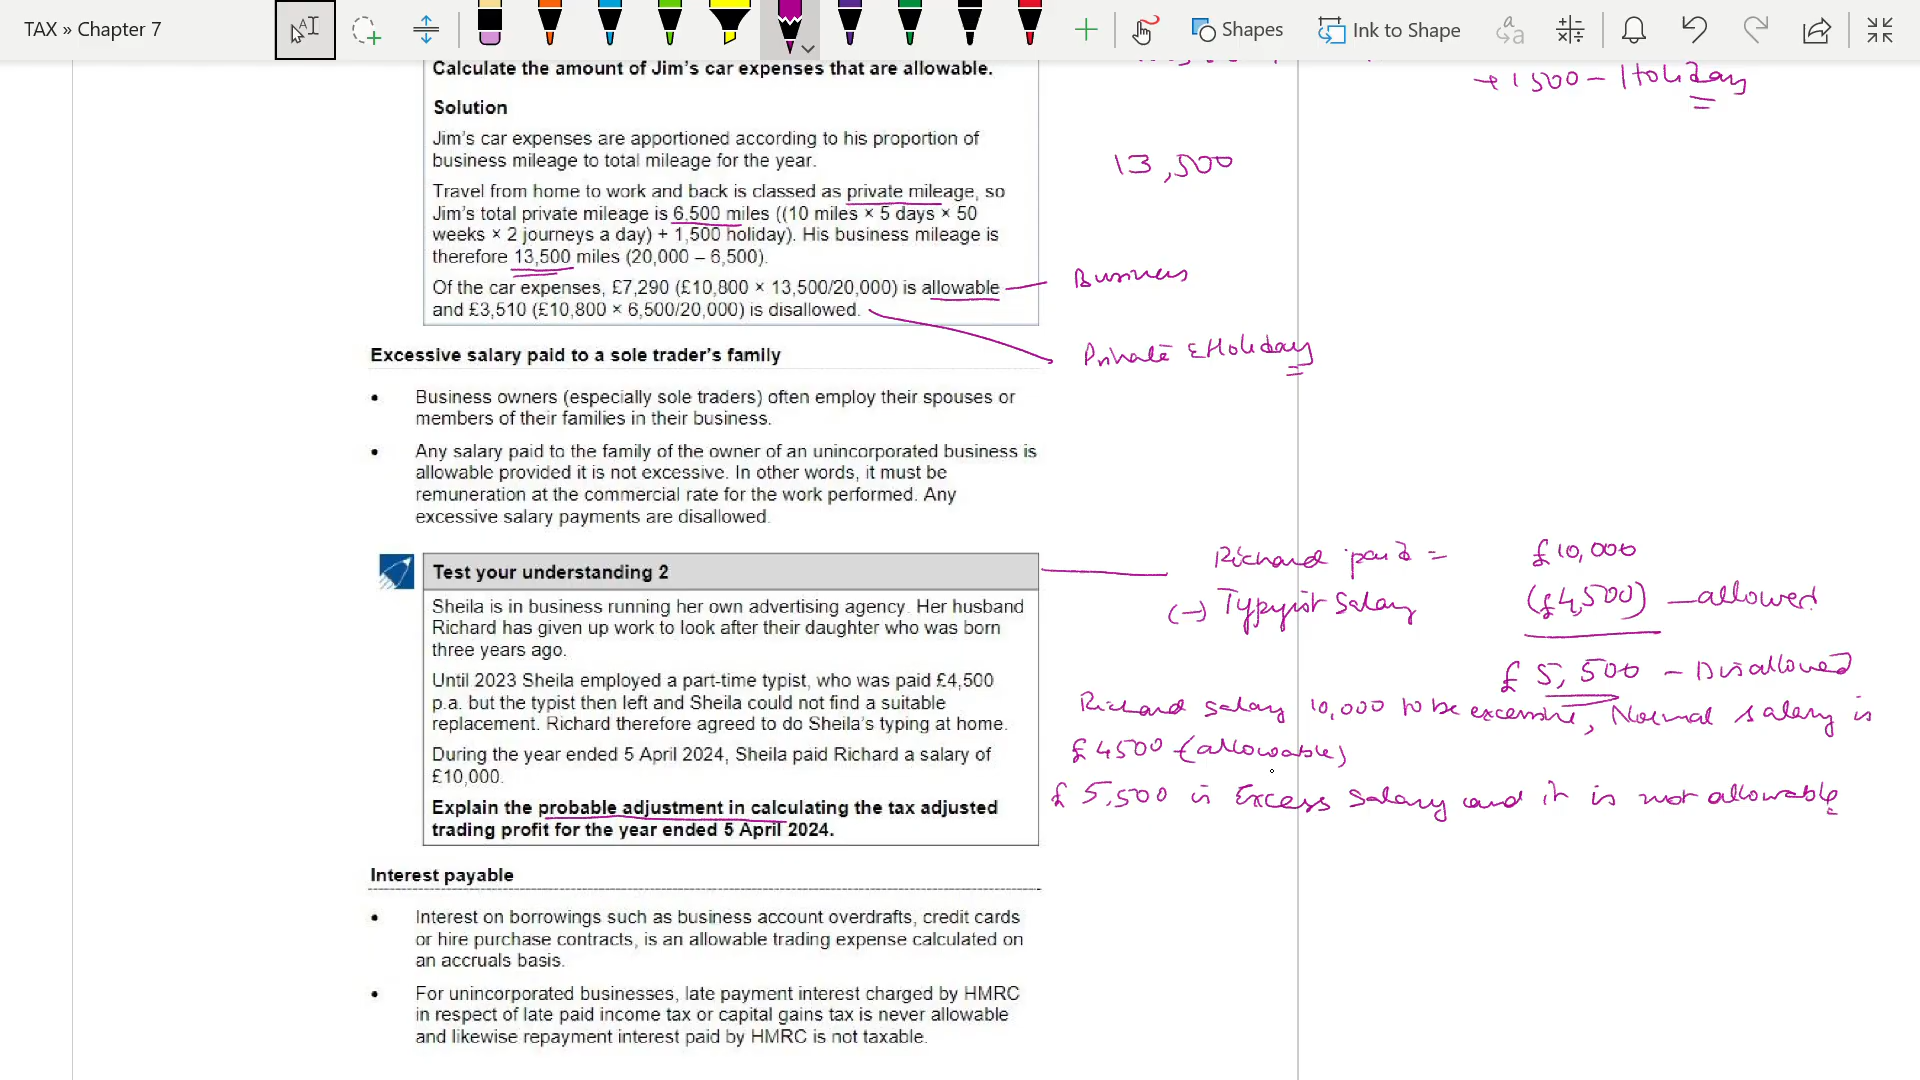 TAX » Chapter 7
Shapes
Ink to Shape
Calculate the amount of Jim's car expenses that are allowable.
→ 1500 – Holiday
Solution
Jim's car expenses are apportioned according to his proportion of
business mileage to total mileage for the year.
13,500
Travel from home to work and back is classed as private mileage, so
Jim's total private mileage is 6,500 miles ((10 miles × 5 days × 50
weeks × 2 journeys a day) + 1,500 holiday). His business mileage is
therefore 13,500 miles (20,000 – 6,500).
Of the car expenses, £7,290 (£10,800 × 13,500/20,000) is allowable
and £3,510 (£10,800 × 6,500/20,000) is disallowed.
Business
Private & Holiday
Excessive salary paid to a sole trader's family
• Business owners (especially sole traders) often employ their spouses or
members of their families in their business.
• Any salary paid to the family of the owner of an unincorporated business is
allowable provided it is not excessive. In other words, it must be
remuneration at the commercial rate for the work performed. Any
excessive salary payments are disallowed.
Test your understanding 2
Sheila is in business running her own advertising agency. Her husband
Richard has given up work to look after their daughter who was born
three years ago.
Until 2023 Sheila employed a part-time typist, who was paid £4,500
p.a. but the typist then left and Sheila could not find a suitable
replacement. Richard therefore agreed to do Sheila's typing at home.
During the year ended 5 April 2024, Sheila paid Richard a salary of
£10,000.
Explain the probable adjustment in calculating the tax adjusted
trading profit for the year ended 5 April 2024.
Richard paid = £10,000
(-) Typyist Salary (£4,500) – allowed
£ 5,500 – Disallowed
Richard salary 10,000 to be excessive, Normal salary is
£4500 (allowable)
£ 5,500 is Excess Salary and it is not allowable
Interest payable
• Interest on borrowings such as business account overdrafts, credit cards
or hire purchase contracts, is an allowable trading expense calculated on
an accruals basis.
• For unincorporated businesses, late payment interest charged by HMRC
in respect of late paid income tax or capital gains tax is never allowable
and likewise repayment interest paid by HMRC is not taxable.